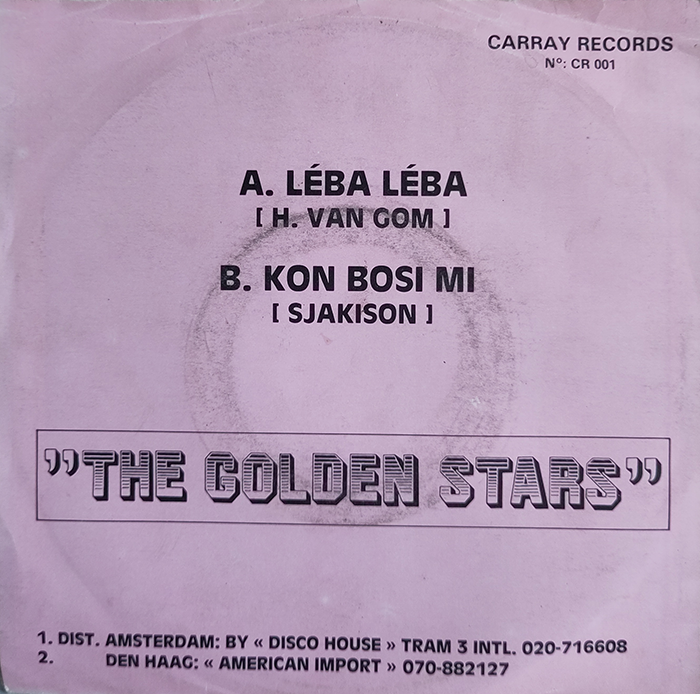 CARRAY RECORDS
Nº: CR 001
A. LÉBA LÉBA
[ H. VAN GOM ]
B. KON BOSI MI
[ SJAKISON ]
”THE GOLDEN STARS”
1. DIST. AMSTERDAM: BY « DISCO HOUSE » TRAM 3 INTL. 020-716608
2. DEN HAAG: « AMERICAN IMPORT » 070-882127